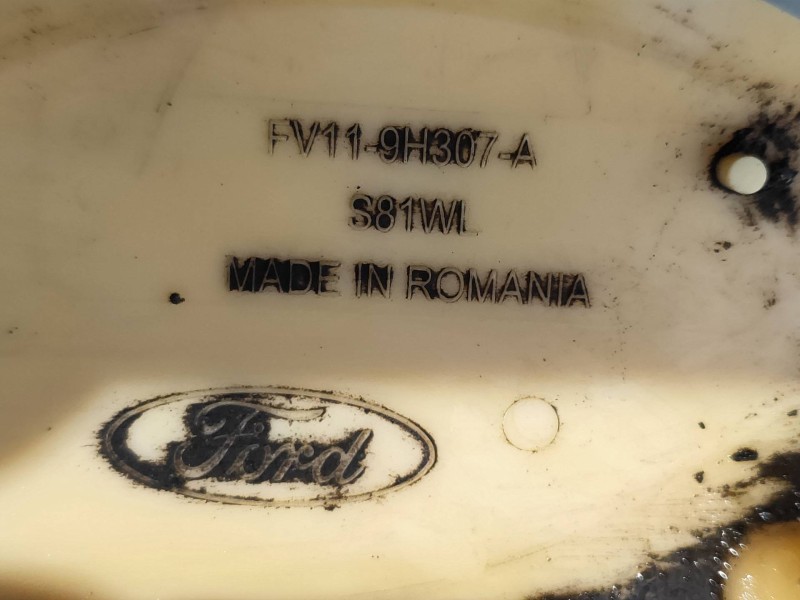 FV11-9H307-A
S81WL
MADE IN ROMANIA
Ford